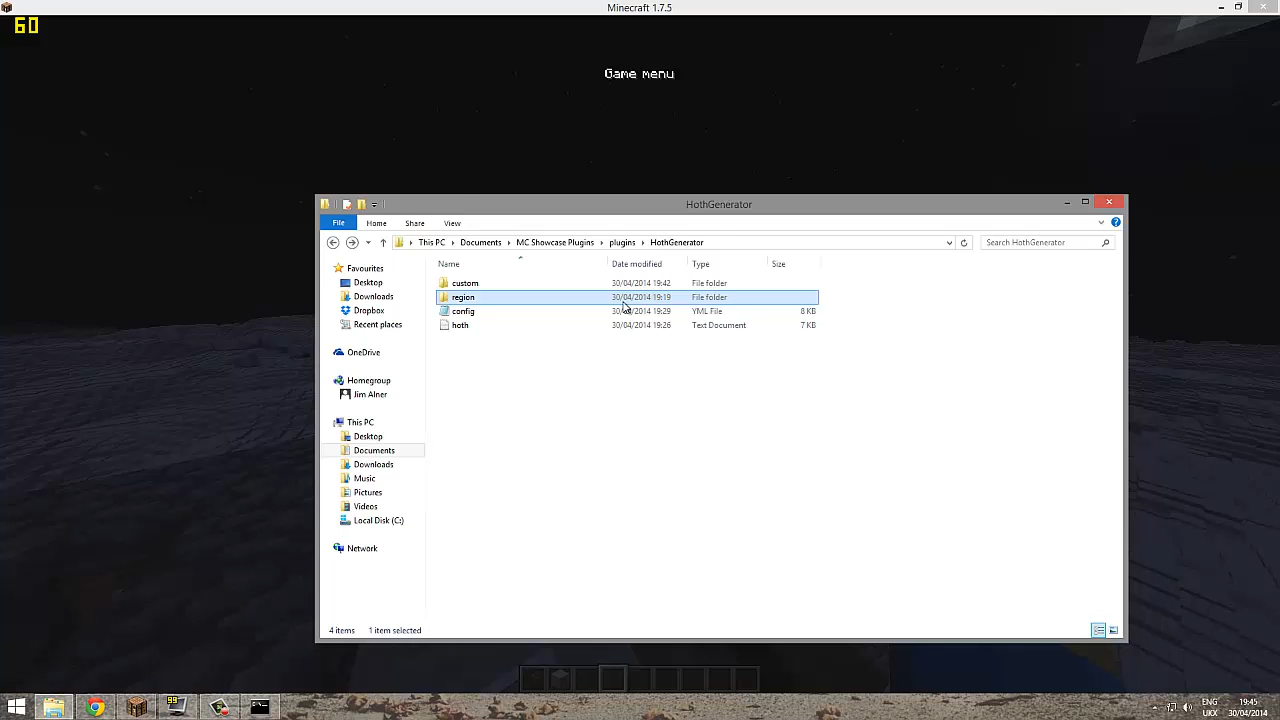 Minecraft 1.7.5
60
Game menu
HothGenerator
File Home Share View
This PC Documents MC Showcase Plugins plugins HothGenerator
Search HothGenerator
Name Date modified Type Size
Favourites
Desktop
Downloads
Dropbox
Recent places
OneDrive
Homegroup
Jim Alner
This PC
Desktop
Documents
Downloads
Music
Pictures
Videos
Local Disk (C:)
Network
custom 30/04/2014 19:42 File folder
region 30/04/2014 19:19 File folder
config 30/04/2014 19:29 YML File 8 KB
hoth 30/04/2014 19:26 Text Document 7 KB
4 items 1 item selected
99
ENG 19:45
UKX 30/04/2014